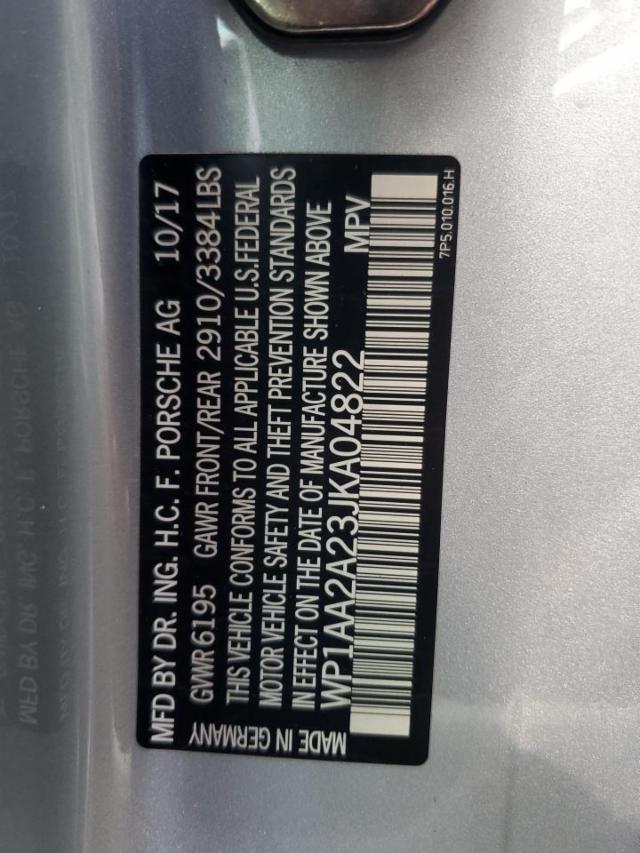 MFD BY DR. ING. H.C. F. PORSCHE AG 10/17
GVWR 6195 GAWR FRONT/REAR 2910/3384LBS
THIS VEHICLE CONFORMS TO ALL APPLICABLE U.S.FEDERAL
MOTOR VEHICLE SAFETY AND THEFT PREVENTION STANDARDS
IN EFFECT ON THE DATE OF MANUFACTURE SHOWN ABOVE
WP1AA2A23JKA04822 MPV
MADE IN GERMANY
7P5.010.016.H